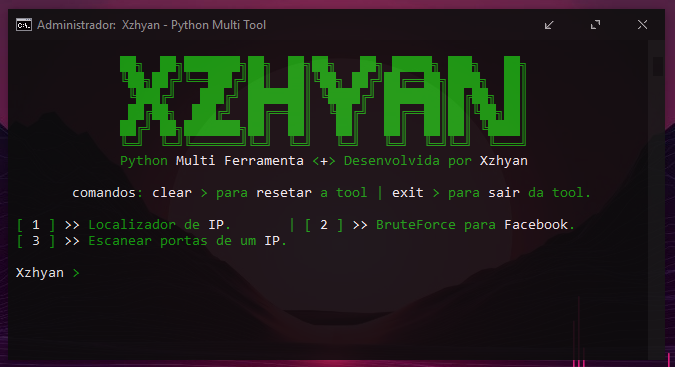 Administrador: Xzhyan - Python Multi Tool
XZHYAN
Python Multi Ferramenta <+> Desenvolvida por Xzhyan
comandos: clear > para resetar a tool | exit > para sair da tool.
[ 1 ] >> Localizador de IP. | [ 2 ] >> BruteForce para Facebook.
[ 3 ] >> Escanear portas de um IP.
Xzhyan >